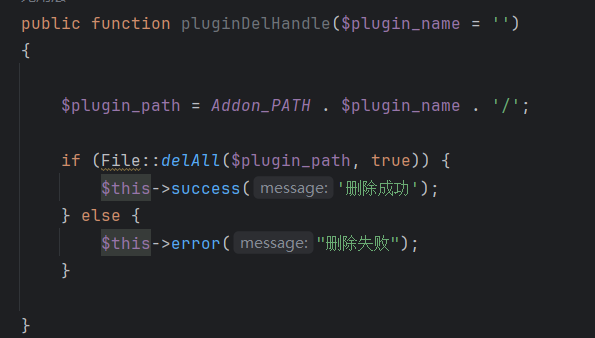 public function pluginDelHandle($plugin_name = '')
{
$plugin_path = Addon_PATH . $plugin_name . '/';
if (File::delAll($plugin_path, true)) {
$this->success( message: '删除成功');
} else {
$this->error( message: "删除失败");
}
}